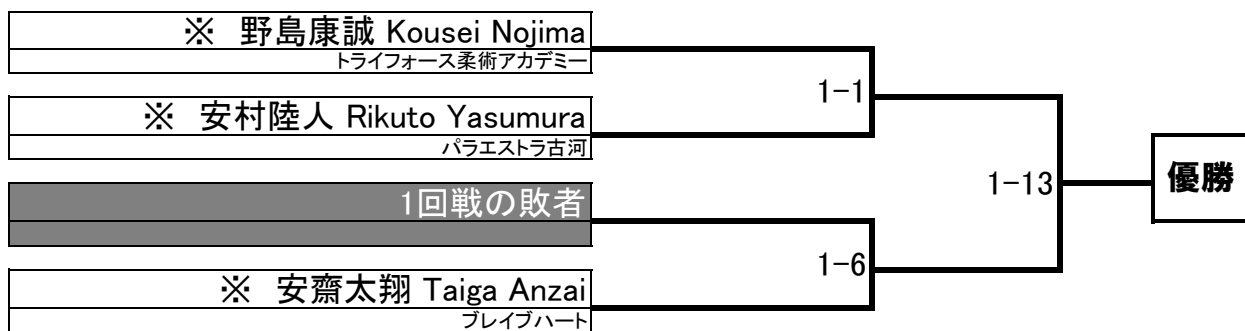 ※ 野島康誠 Kousei Nojima
トライフォース柔術アカデミー
1-1
※ 安村陸人 Rikuto Yasumura
パラエストラ古河
1-13
優勝
1回戦の敗者
1-6
※ 安齋太翔 Taiga Anzai
ブレイブハート